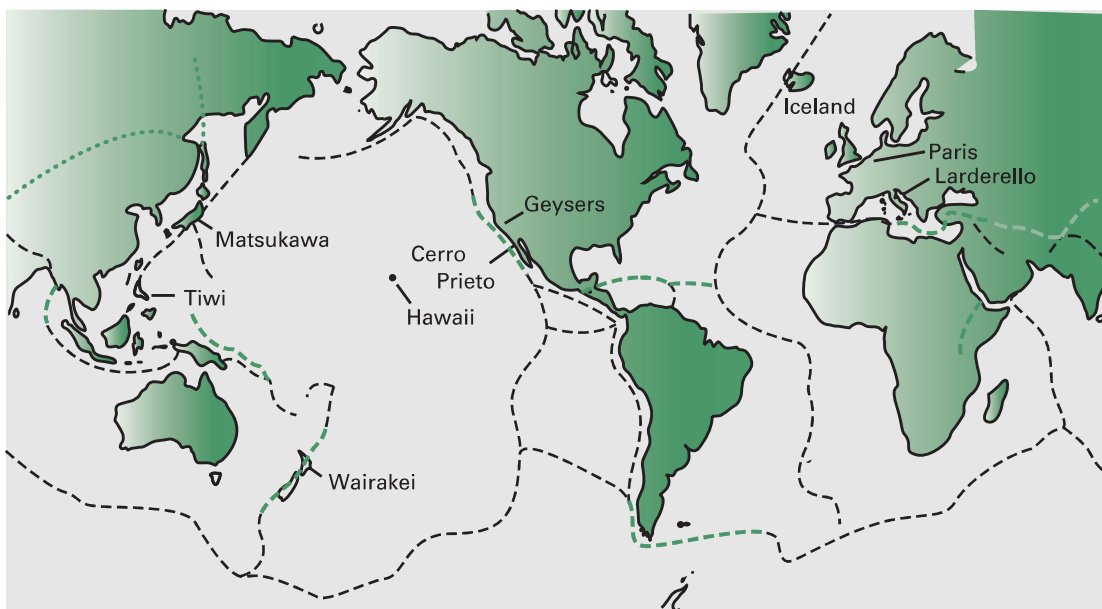 Iceland
Paris
Larderello
Geysers
Matsukawa
Cerro
Prieto
Tiwi
Hawaii
Wairakei